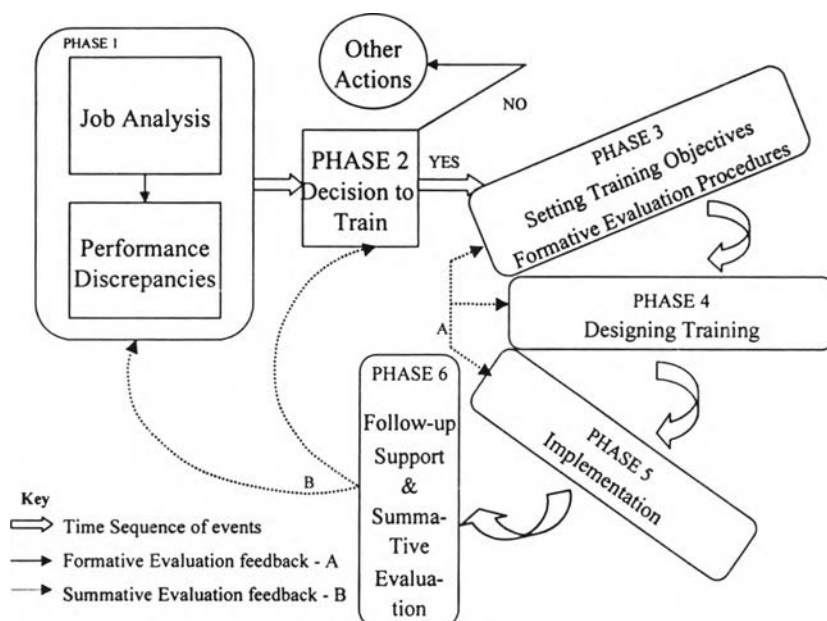 PHASE 1
Job Analysis
Performance
Discrepancies
Other
Actions
NO
PHASE 2
Decision to
Train
YES
PHASE 3
Setting Training Objectives
Formative Evaluation Procedures
PHASE 4
Designing Training
A
PHASE 5
Implementation
PHASE 6
Follow-up
Support
&
Summa-
Tive
Evalua-
tion
B
Key
Time Sequence of events
Formative Evaluation feedback - A
Summative Evaluation feedback - B